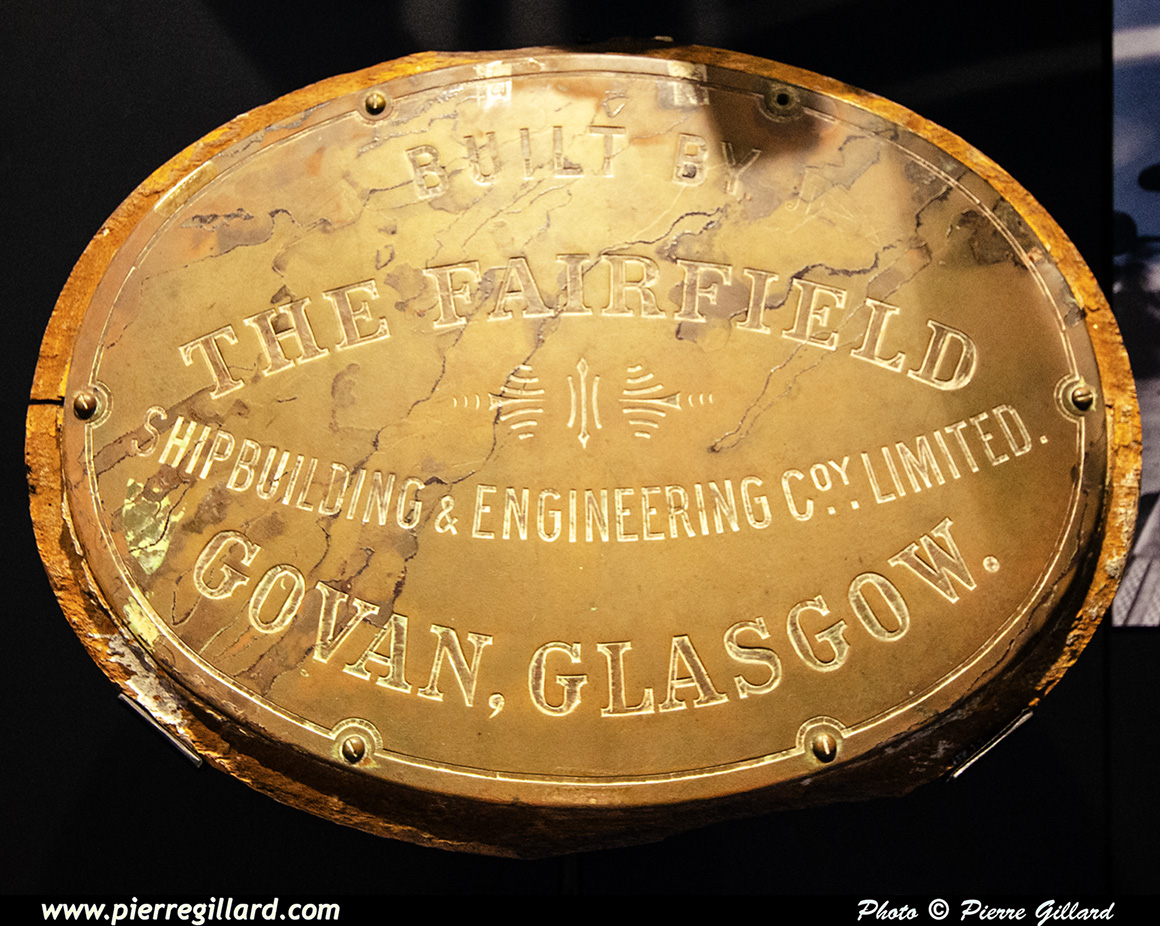 BUILT BY
THE FAIRFIELD
SHIPBUILDING & ENGINEERING COY. LIMITED.
GOVAN, GLASGOW.
www.pierregillard.com
Photo © Pierre Gillard